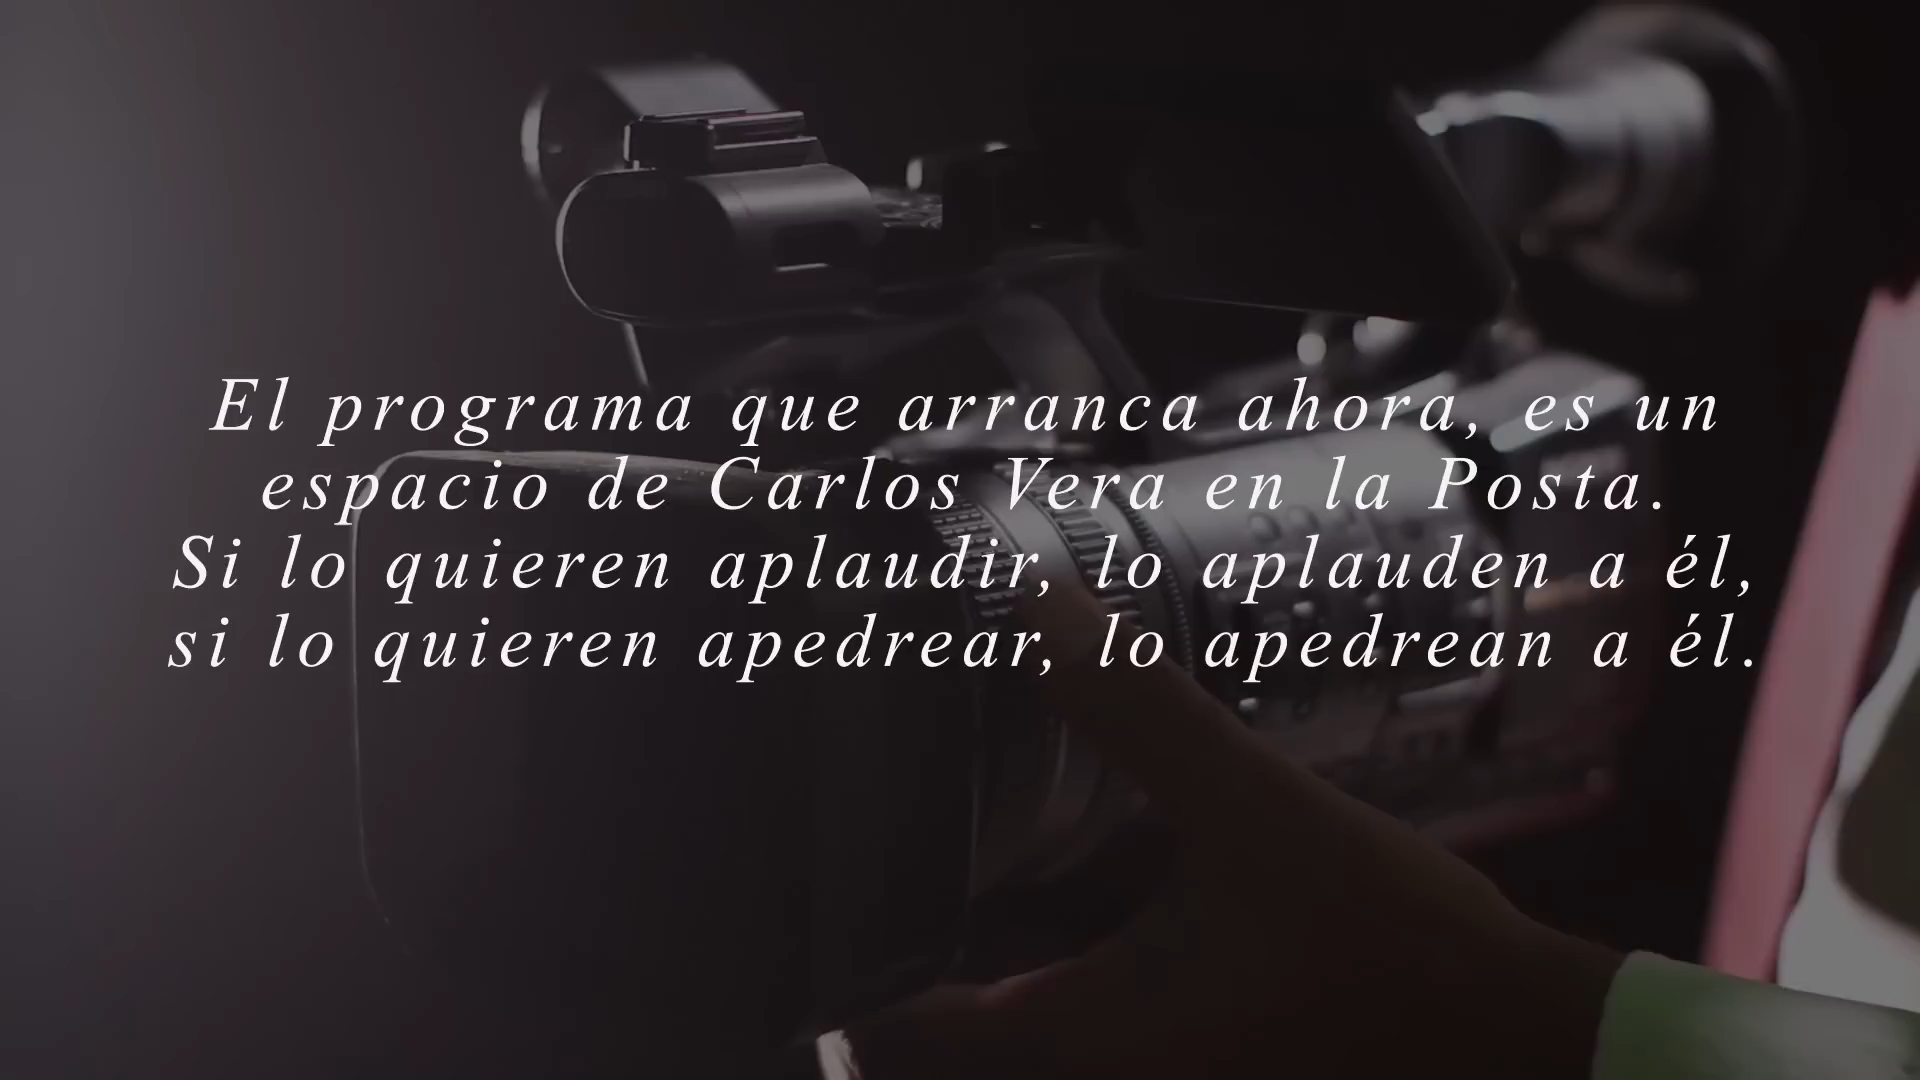 El programa que arranca ahora, es un
espacio de Carlos Vera en la Posta.
Si lo quieren aplaudir, lo aplauden a él,
si lo quieren apedrear, lo apedrean a él.